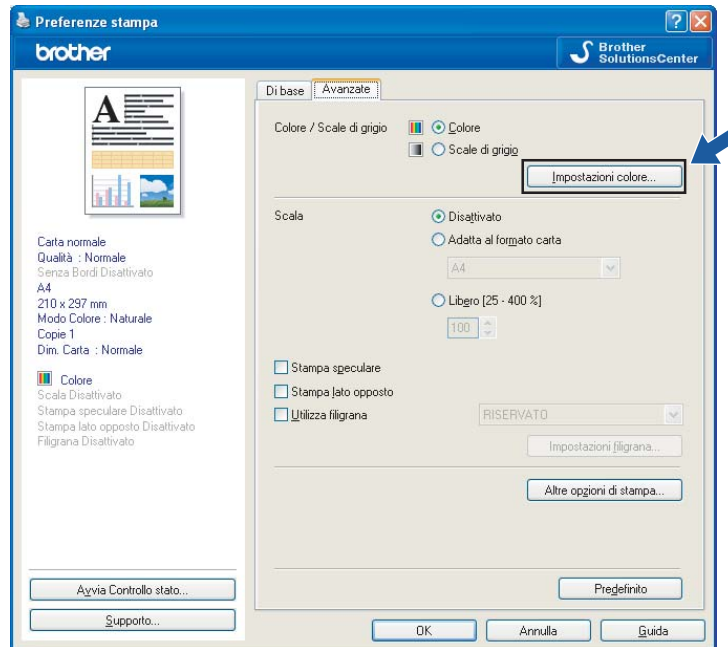 Preferenze stampa
brother
Brother
SolutionsCenter
A
Carta normale
Qualità : Normale
Senza Bordi Disattivato
A4
210 x 297 mm
Modo Colore : Naturale
Copie 1
Dim. Carta : Normale
Colore
Scala Disattivato
Stampa speculare Disattivato
Stampa lato opposto Disattivato
Filigrana Disattivato
Avvia Controllo stato...
Supporto...
Di base
Avanzate
Colore / Scale di grigio
Colore
Scale di grigio
Impostazioni colore...
Scala
Disattivato
Adatta al formato carta
A4
Libero [25 - 400 %]
100
Stampa speculare
Stampa lato opposto
Utilizza filigrana
RISERVATO
Impostazioni filigrana...
Altre opzioni di stampa...
Predefinito
OK
Annulla
Guida